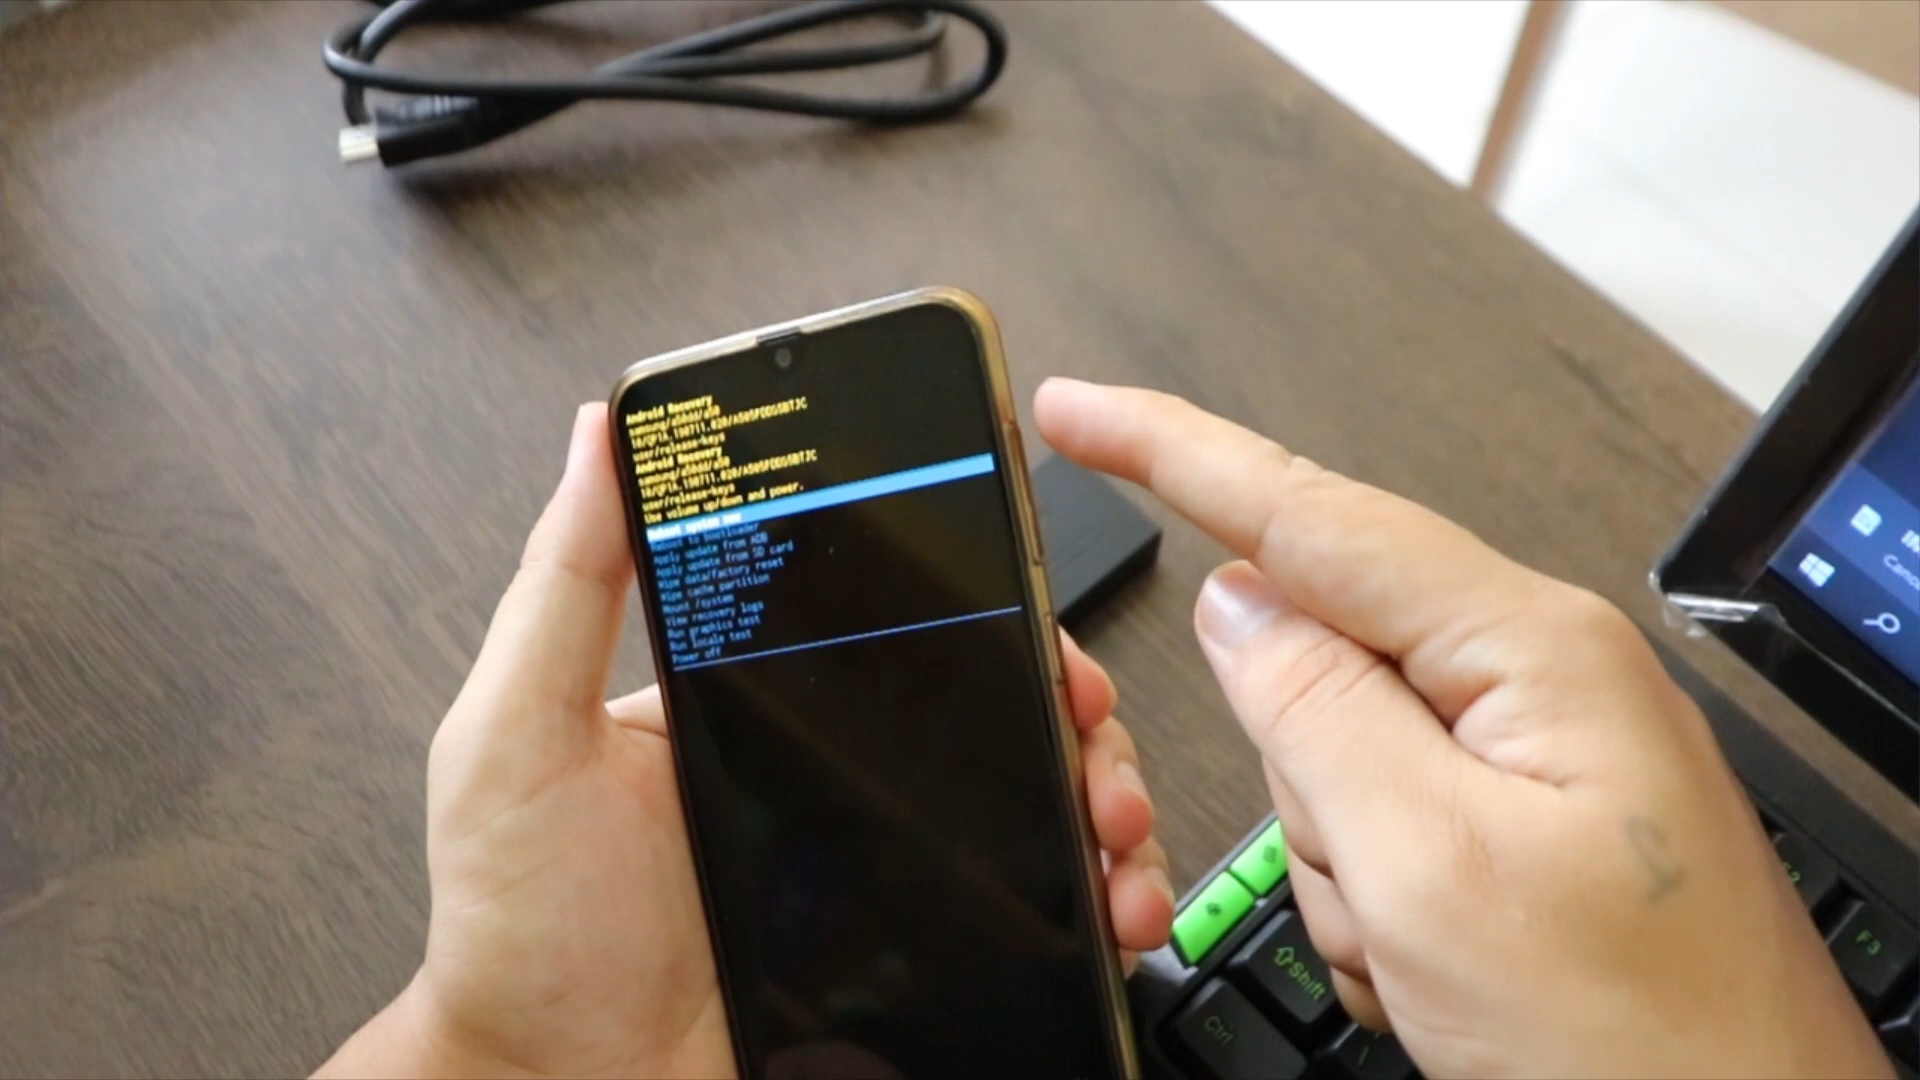 Android Recovery
samsung/a50dd/a50
10/QP1A.190711.020/A505FDDS5BTJC
user/release-keys
Android Recovery
samsung/a50dd/a50
10/QP1A.190711.020/A505FDDS5BTJC
user/release-keys
Use volume up/down and power.
Reboot system now
Reboot to bootloader
Apply update from ADB
Apply update from SD card
Wipe data/factory reset
Wipe cache partition
Mount /system
View recovery logs
Run graphics test
Run locale test
Power off
Shift
Ctrl
\
F3